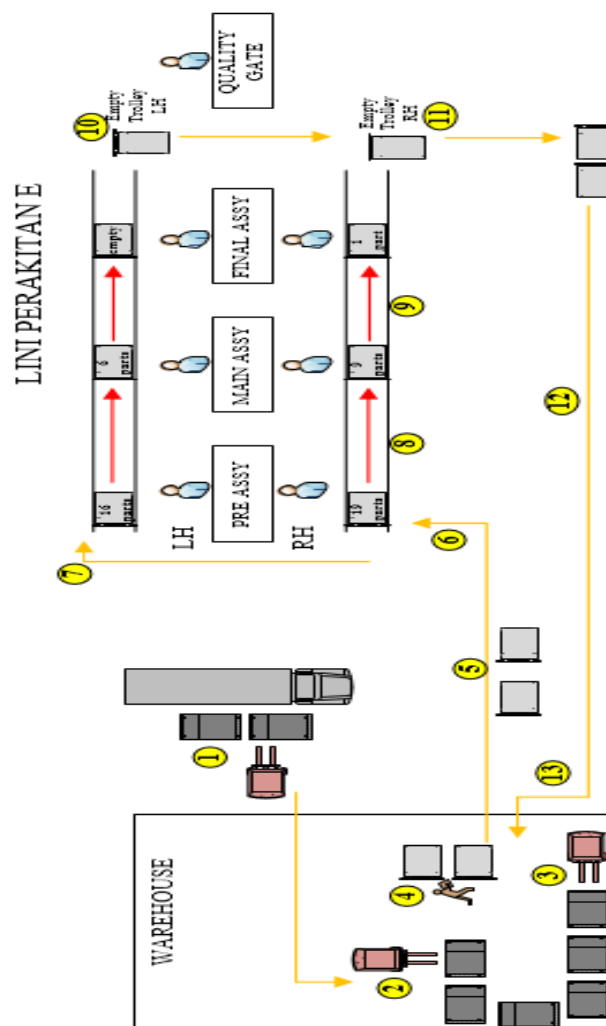 LINI PERAKITAN E
10
Empty
Trolley
LH
QUALITY
GATE
Empty
Trolley
RH
11
empty
FINAL ASSY
1
part
9
'6
parts
MAIN ASSY
'9
parts
8
'16
parts
LH
PRE ASSY
RH
'19
parts
7
6
12
5
1
13
WAREHOUSE
4
3
2